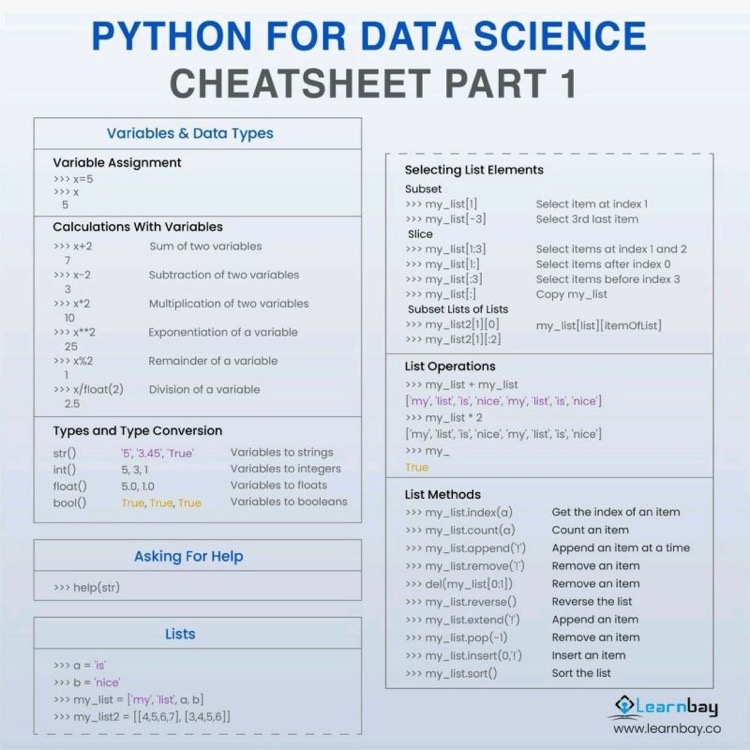 PYTHON FOR DATA SCIENCE
CHEATSHEET PART 1
Variables & Data Types
Variable Assignment
>>> x=5
>>> x
5
Calculations With Variables
>>> x+2 Sum of two variables
7
>>> x-2 Subtraction of two variables
3
>>> x*2 Multiplication of two variables
10
>>> x**2 Exponentiation of a variable
25
>>> x%2 Remainder of a variable
1
>>> x/float(2) Division of a variable
2.5
Types and Type Conversion
str() '5', '3.45', 'True' Variables to strings
int() 5, 3, 1 Variables to integers
float() 5.0, 1.0 Variables to floats
bool() True, True, True Variables to booleans
Asking For Help
>>> help(str)
Lists
>>> a = 'is'
>>> b = 'nice'
>>> my_list = ['my', 'list', a, b]
>>> my_list2 = [[4,5,6,7], [3,4,5,6]]
Selecting List Elements
Subset
>>> my_list[1] Select item at index 1
>>> my_list[-3] Select 3rd last item
Slice
>>> my_list[1:3] Select items at index 1 and 2
>>> my_list[1:] Select items after index 0
>>> my_list[:3] Select items before index 3
>>> my_list[:] Copy my_list
Subset Lists of Lists
>>> my_list2[1][0] my_list[list][itemOfList]
>>> my_list2[1][:2]
List Operations
>>> my_list + my_list
['my', 'list', 'is', 'nice', 'my', 'list', 'is', 'nice']
>>> my_list * 2
['my', 'list', 'is', 'nice', 'my', 'list', 'is', 'nice']
>>> my_
True
List Methods
>>> my_list.index(a) Get the index of an item
>>> my_list.count(a) Count an item
>>> my_list.append('!') Append an item at a time
>>> my_list.remove('!') Remove an item
>>> del(my_list[0:1]) Remove an item
>>> my_list.reverse() Reverse the list
>>> my_list.extend('!') Append an item
>>> my_list.pop(-1) Remove an item
>>> my_list.insert(0,'!') Insert an item
>>> my_list.sort() Sort the list
Learnbay
www.learnbay.co